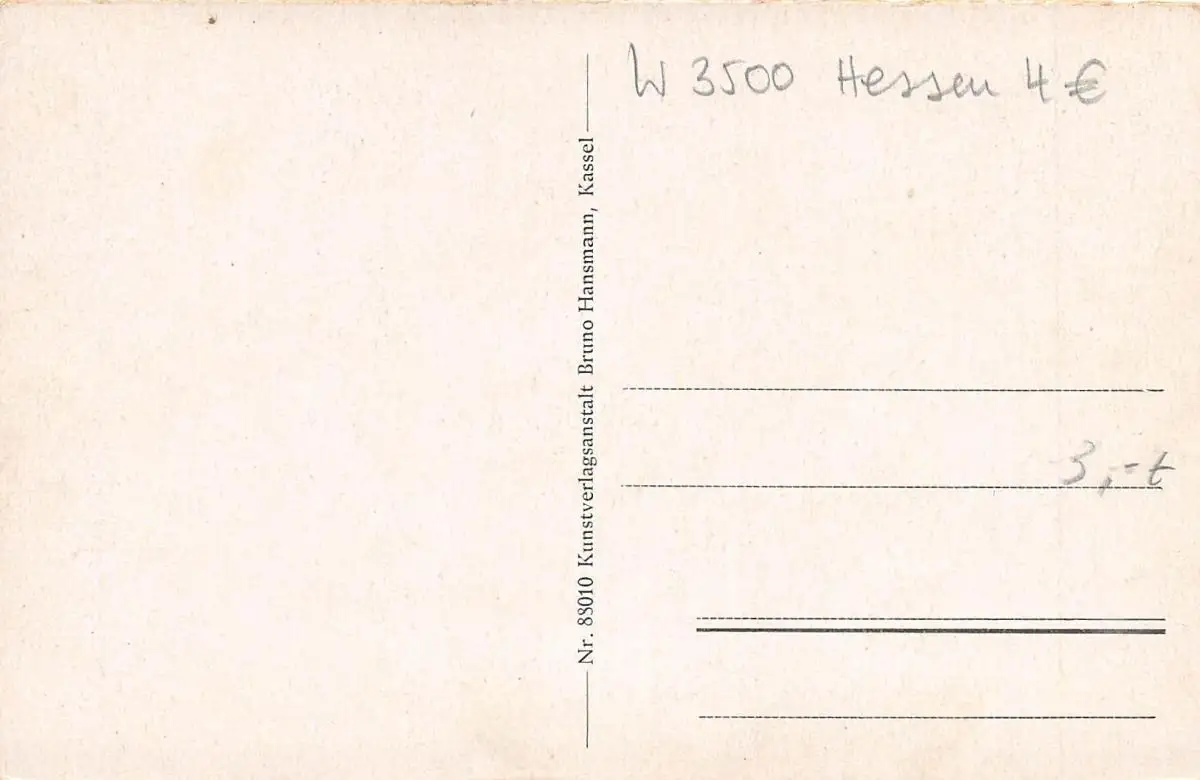 W 3500 Hessen 4 €
Nr. 88010 Kunstverlagsanstalt Bruno Hansmann, Kassel
3,-t